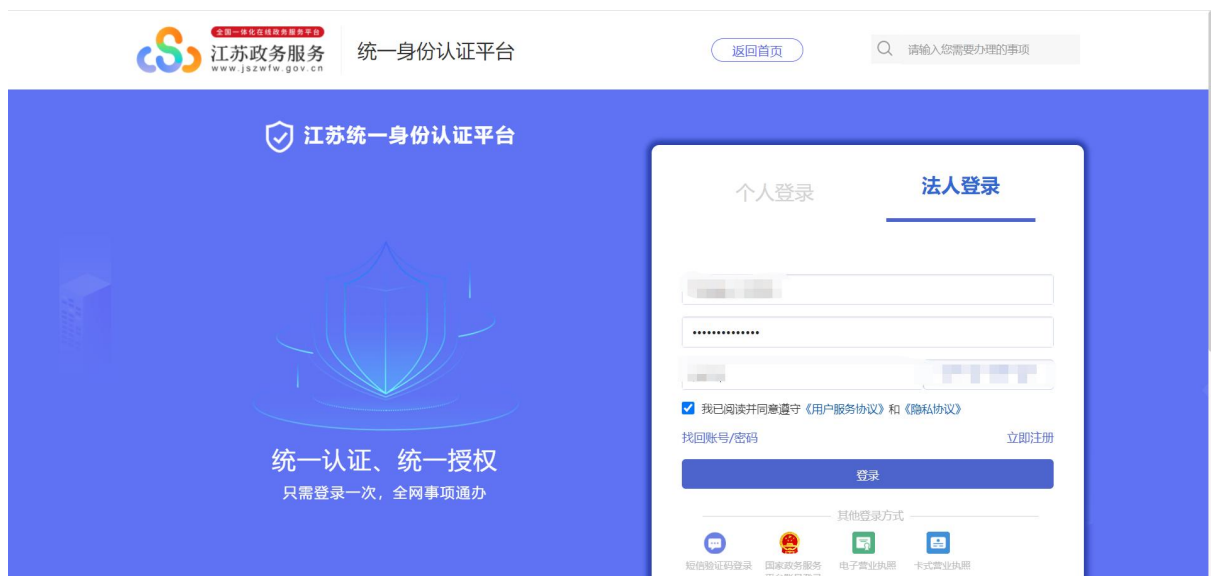 全国一体化在线政务服务平台
江苏政务服务
www.jszwfw.gov.cn
统一身份认证平台
返回首页
请输入您需要办理的事项
江苏统一身份认证平台
个人登录
法人登录
我已阅读并同意遵守《用户服务协议》和《隐私协议》
找回账号/密码
立即注册
登录
统一认证、统一授权
只需登录一次，全网事项通办
其他登录方式
短信验证码登录
国家政务服务
电子营业执照
卡式营业执照